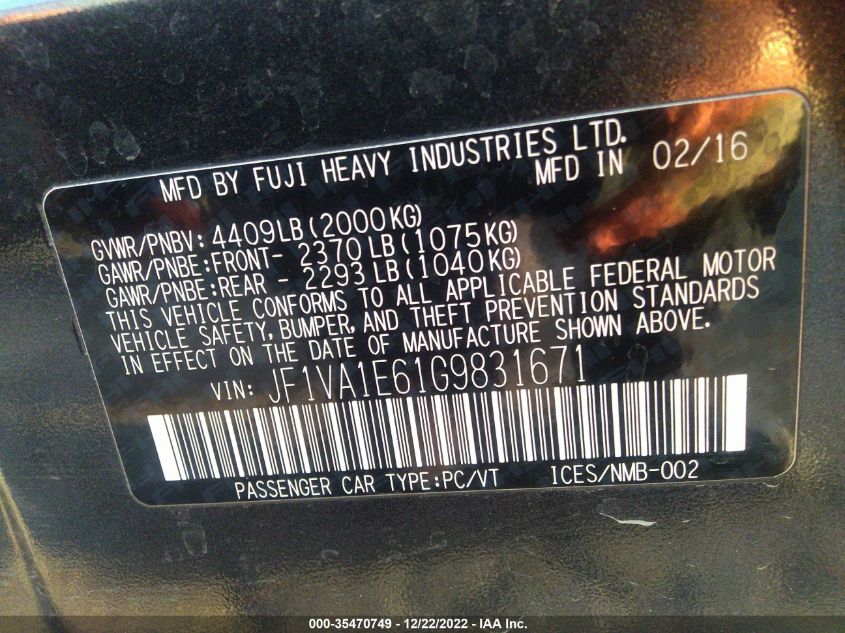 MFD BY FUJI HEAVY INDUSTRIES LTD.
MFD IN 02/16
GVWR/PNBV: 4409LB(2000KG)
GAWR/PNBE:FRONT- 2370LB(1075KG)
GAWR/PNBE:REAR - 2293LB(1040KG)
THIS VEHICLE CONFORMS TO ALL APPLICABLE FEDERAL MOTOR
VEHICLE SAFETY, BUMPER, AND THEFT PREVENTION STANDARDS
IN EFFECT ON THE DATE OF MANUFACTURE SHOWN ABOVE.
VIN: JF1VA1E61G9831671
PASSENGER CAR TYPE:PC/VT ICES/NMB-002
000-35470749 - 12/22/2022 - IAA Inc.